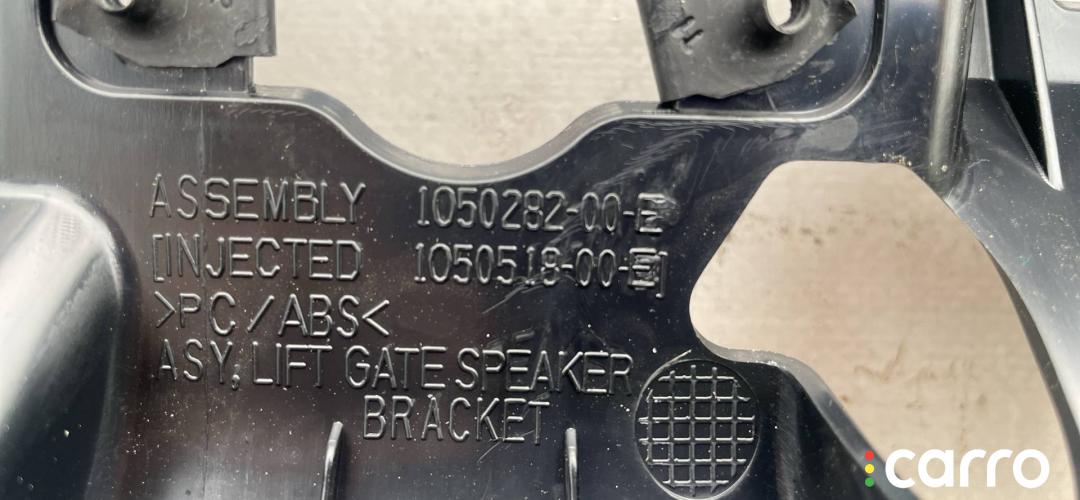 ASSEMBLY 1050282-00-E
[INJECTED 1050518-00-E]
>PC/ABS<
ASY, LIFT GATE SPEAKER
BRACKET
carro